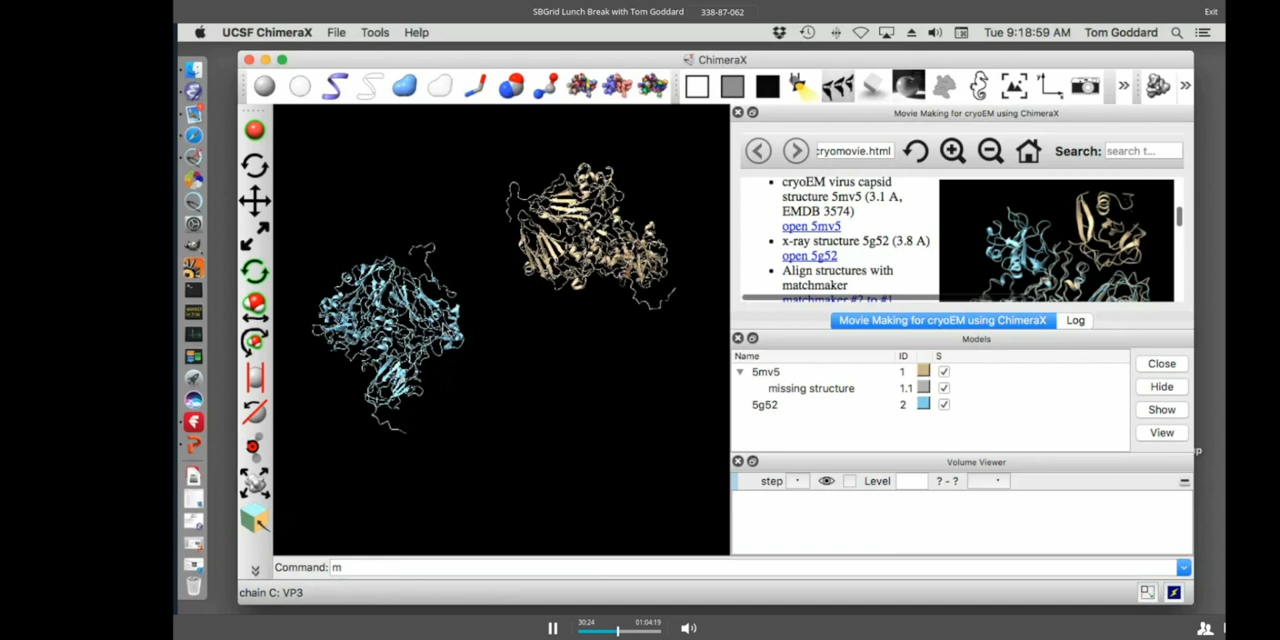 SBGrid Lunch Break with Tom Goddard
338-87-062
Exit
UCSF ChimeraX File Tools Help
Tue 9:18:59 AM Tom Goddard
ChimeraX
Movie Making for cryoEM using ChimeraX
cryomovie.html
Search: search t...
• cryoEM virus capsid
structure 5mv5 (3.1 A,
EMDB 3574)
open 5mv5
• x-ray structure 5g52 (3.8 A)
open 5g52
• Align structures with
matchmaker
matchmaker #2 to #1
Movie Making for cryoEM using ChimeraX
Log
Models
Name ID S
5mv5 1
missing structure 1.1
5g52 2
Close
Hide
Show
View
Volume Viewer
step Level ? - ?
Command: m
chain C: VP3
30:24 01:04:19